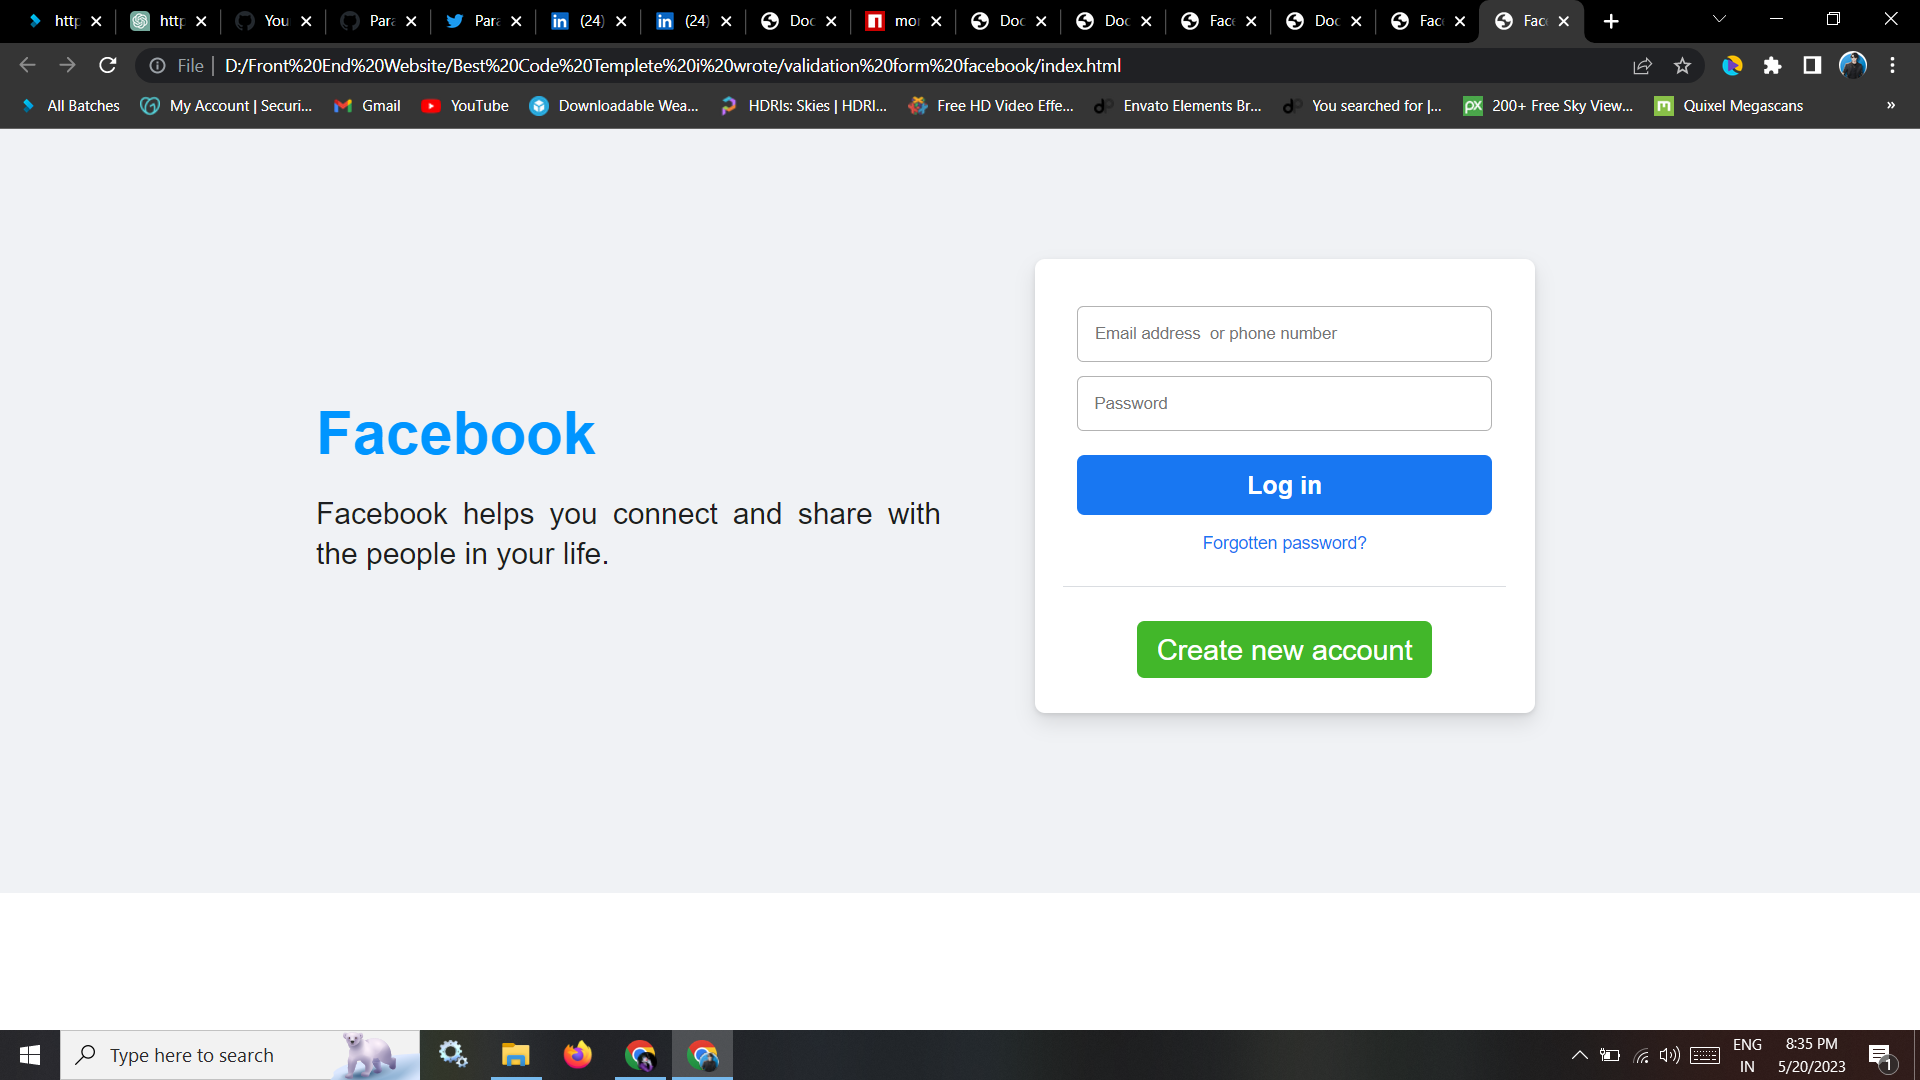 http
http
You
Para
Para
(24)
(24)
Doc
mon
Doc
Doc
Face
Doc
Face
Face
File | D:/Front%20End%20Website/Best%20Code%20Templete%20i%20wrote/validation%20form%20facebook/index.html
All Batches
My Account | Securi...
Gmail
YouTube
Downloadable Wea...
HDRIs: Skies | HDRI...
Free HD Video Effe...
Envato Elements Br...
You searched for |...
200+ Free Sky View...
Quixel Megascans
»
Email address or phone number
Password
Facebook
Log in
Facebook helps you connect and share with
the people in your life.
Forgotten password?
Create new account
Type here to search
ENG
IN
8:35 PM
5/20/2023
1